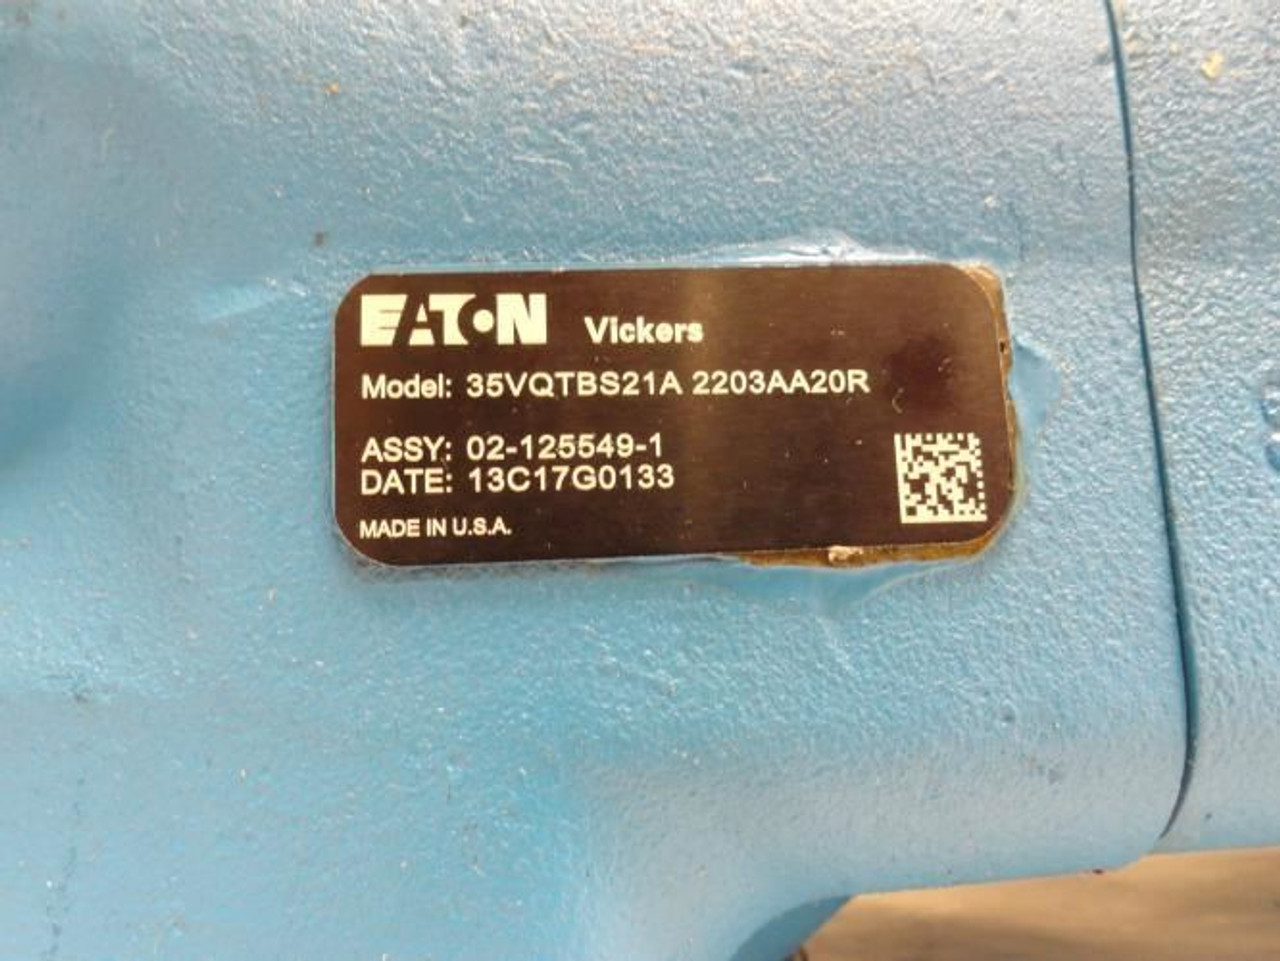 EATON Vickers
Model: 35VQTBS21A 2203AA20R
ASSY: 02-125549-1
DATE: 13C17G0133
MADE IN U.S.A.